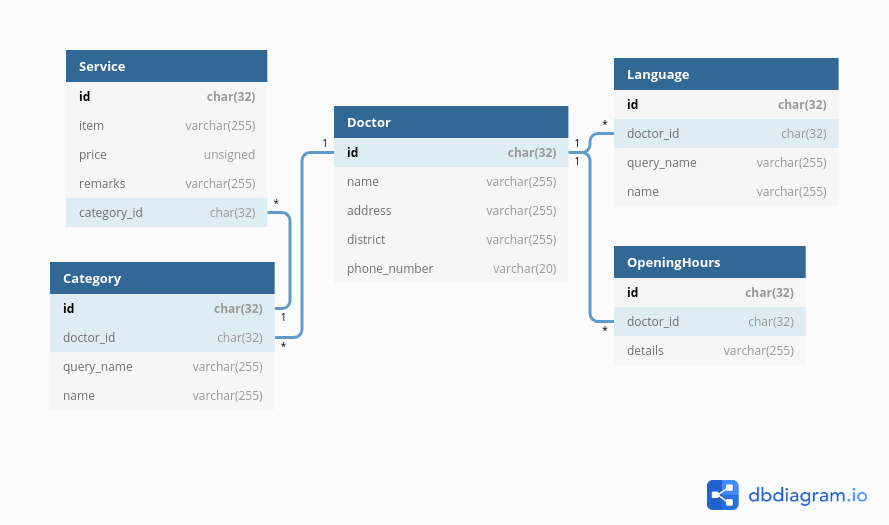 Service
id char(32)
item varchar(255)
price unsigned
remarks varchar(255)
category_id char(32)
*
Category
id char(32)
1
doctor_id char(32)
*
query_name varchar(255)
name varchar(255)
1
Doctor
id char(32)
name varchar(255)
address varchar(255)
district varchar(255)
phone_number varchar(20)
1
1
*
Language
id char(32)
doctor_id char(32)
query_name varchar(255)
name varchar(255)
OpeningHours
id char(32)
doctor_id char(32)
*
details varchar(255)
dbdiagram.io